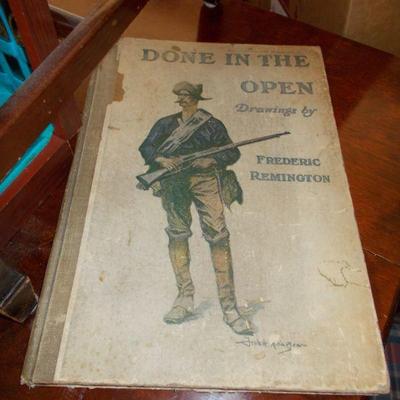 DONE IN THE
OPEN
Drawings by
FREDERIC
REMINGTON